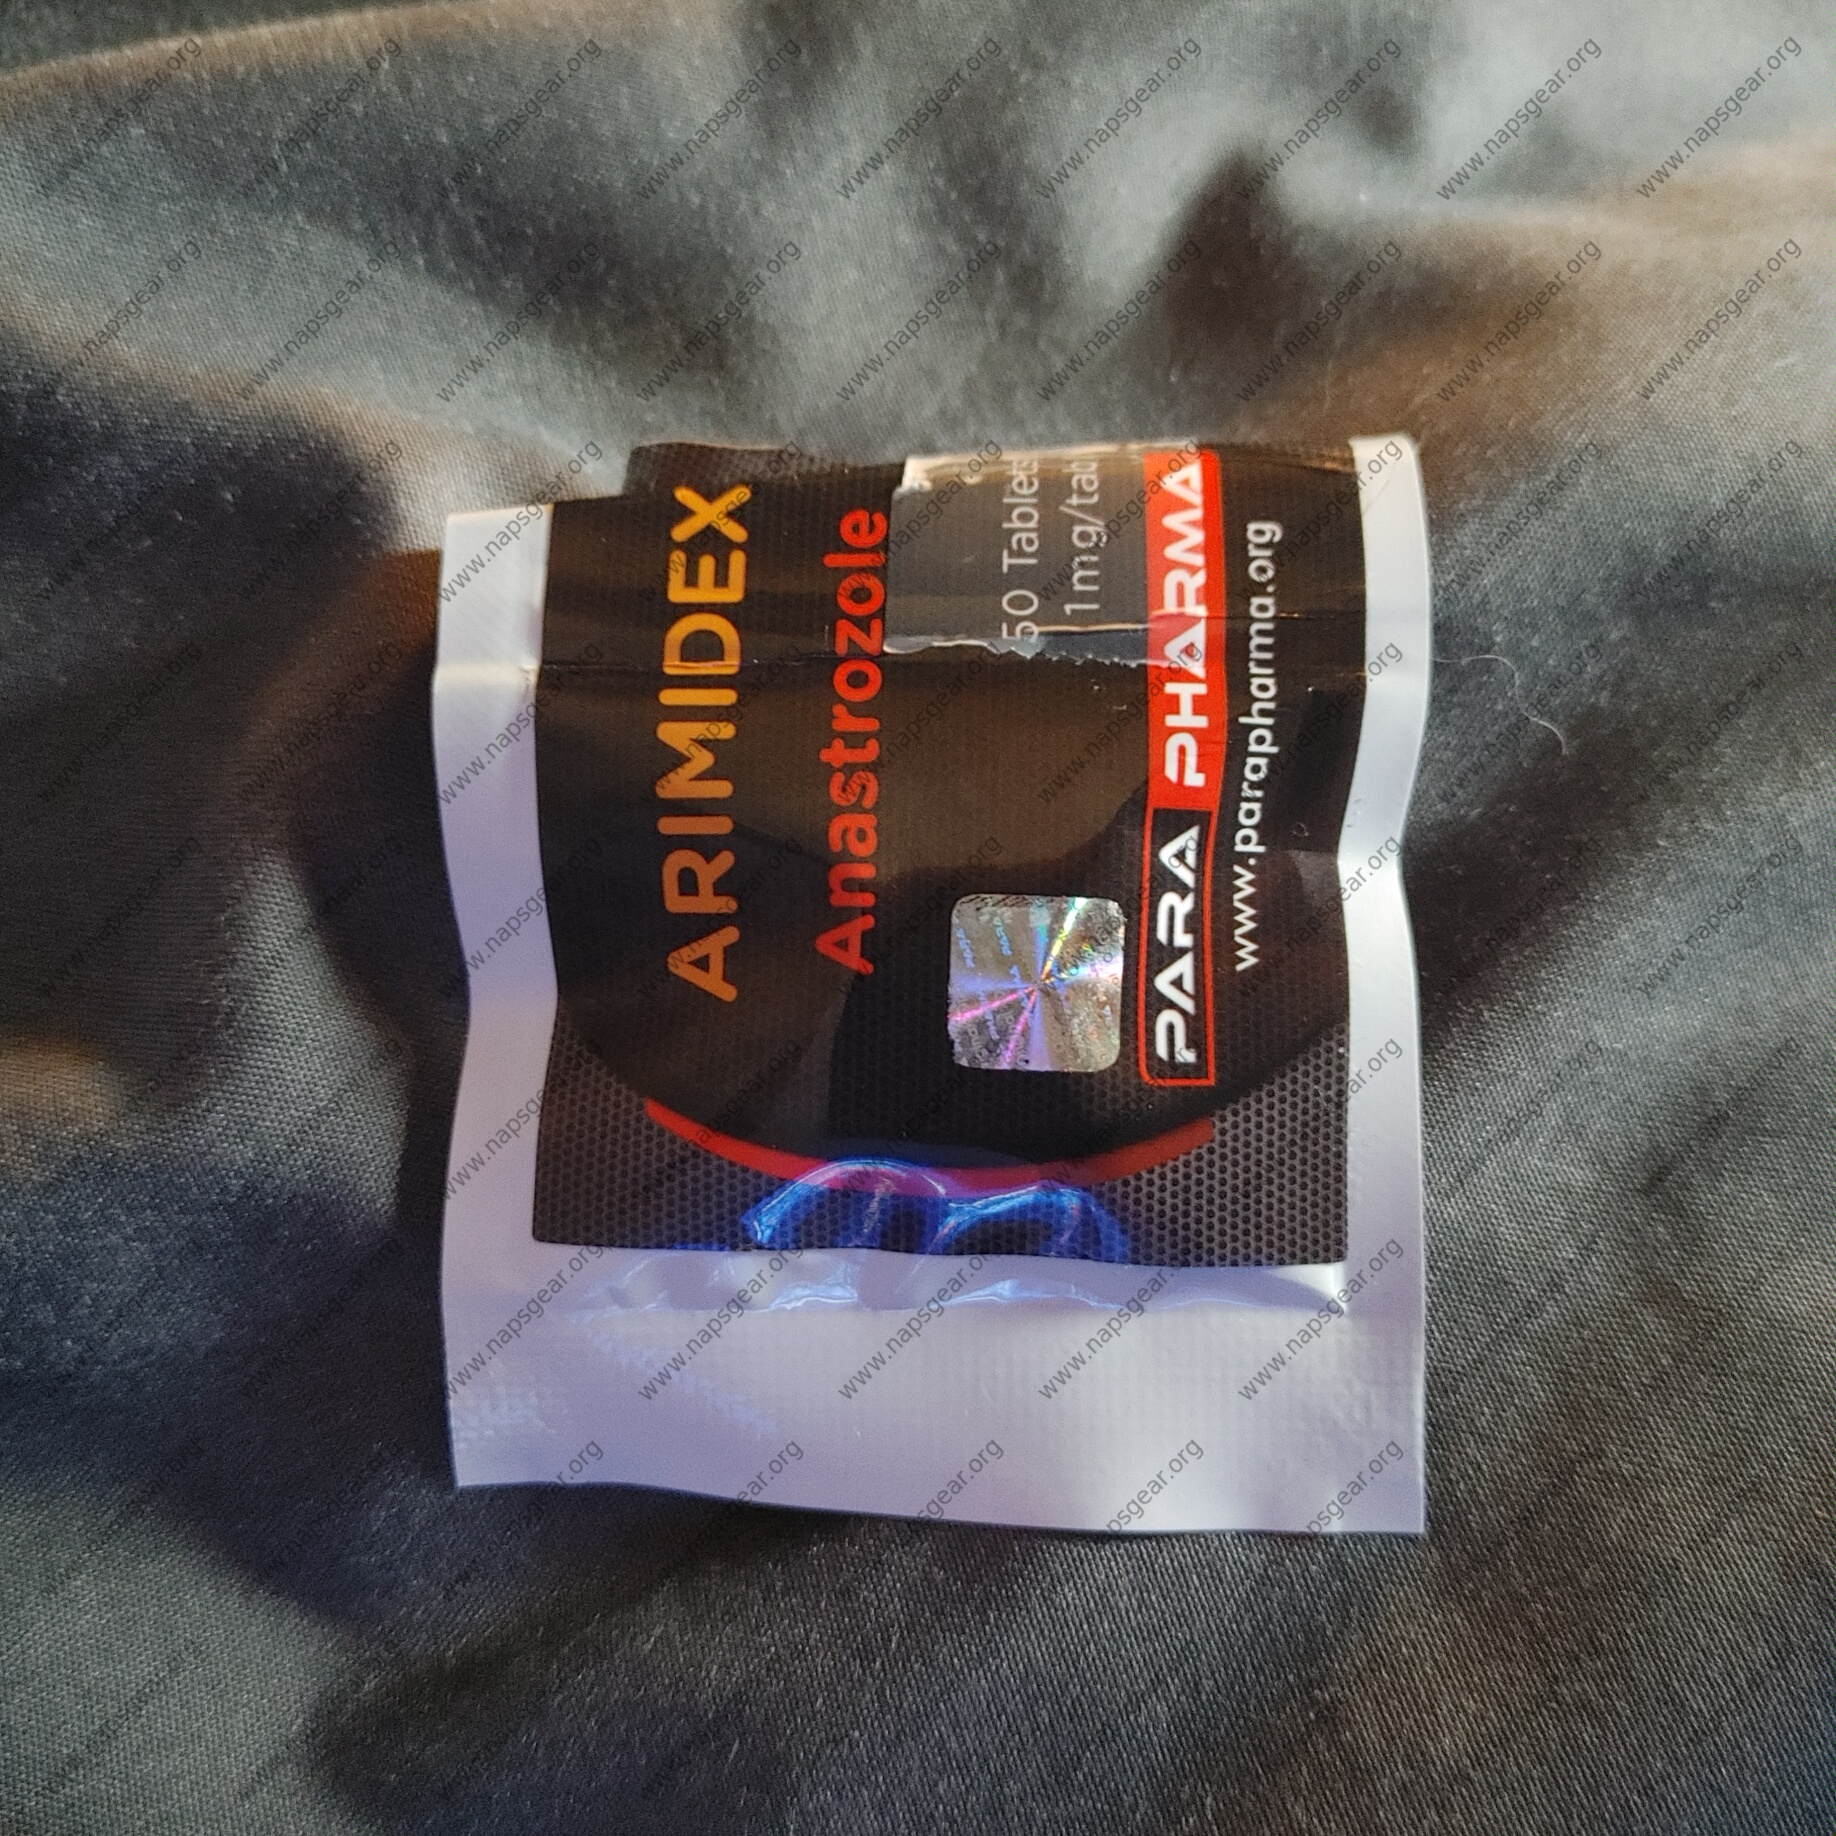 ARIMIDEX
Anastrozole
50 Tablets
1mg/tab
PARA PHARMA
www.parapharma.org
www.napsgear.org